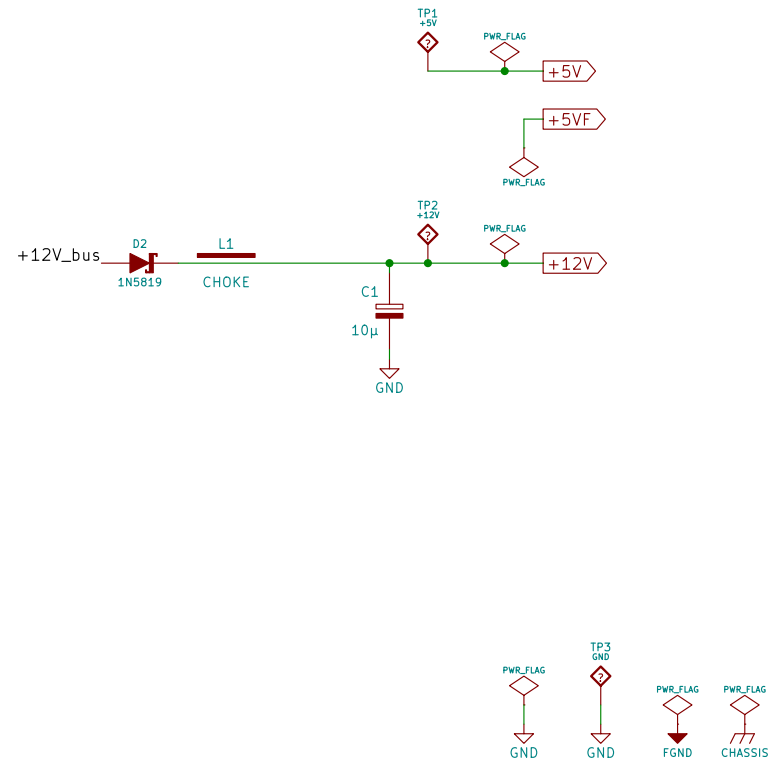 TP1
+5V
?
PWR_FLAG
+5V
+5VF
PWR_FLAG
TP2
+12V
?
PWR_FLAG
+12V
+12V_bus
D2
1N5819
L1
CHOKE
C1
10µ
GND
PWR_FLAG
GND
TP3
GND
?
GND
PWR_FLAG
FGND
PWR_FLAG
CHASSIS